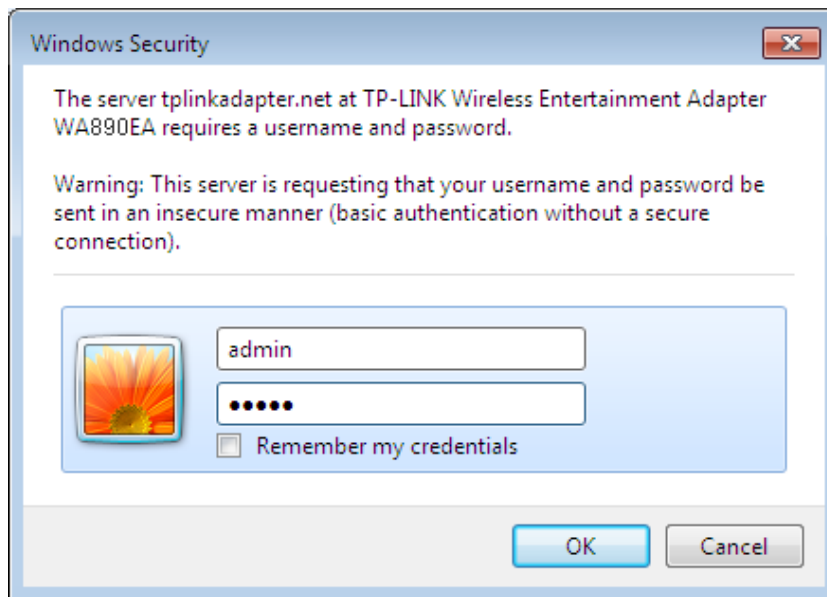 Windows Security
The server tplinkadapter.net at TP-LINK Wireless Entertainment Adapter
WA890EA requires a username and password.
Warning: This server is requesting that your username and password be
sent in an insecure manner (basic authentication without a secure
connection).
admin
●●●●●
Remember my credentials
OK Cancel